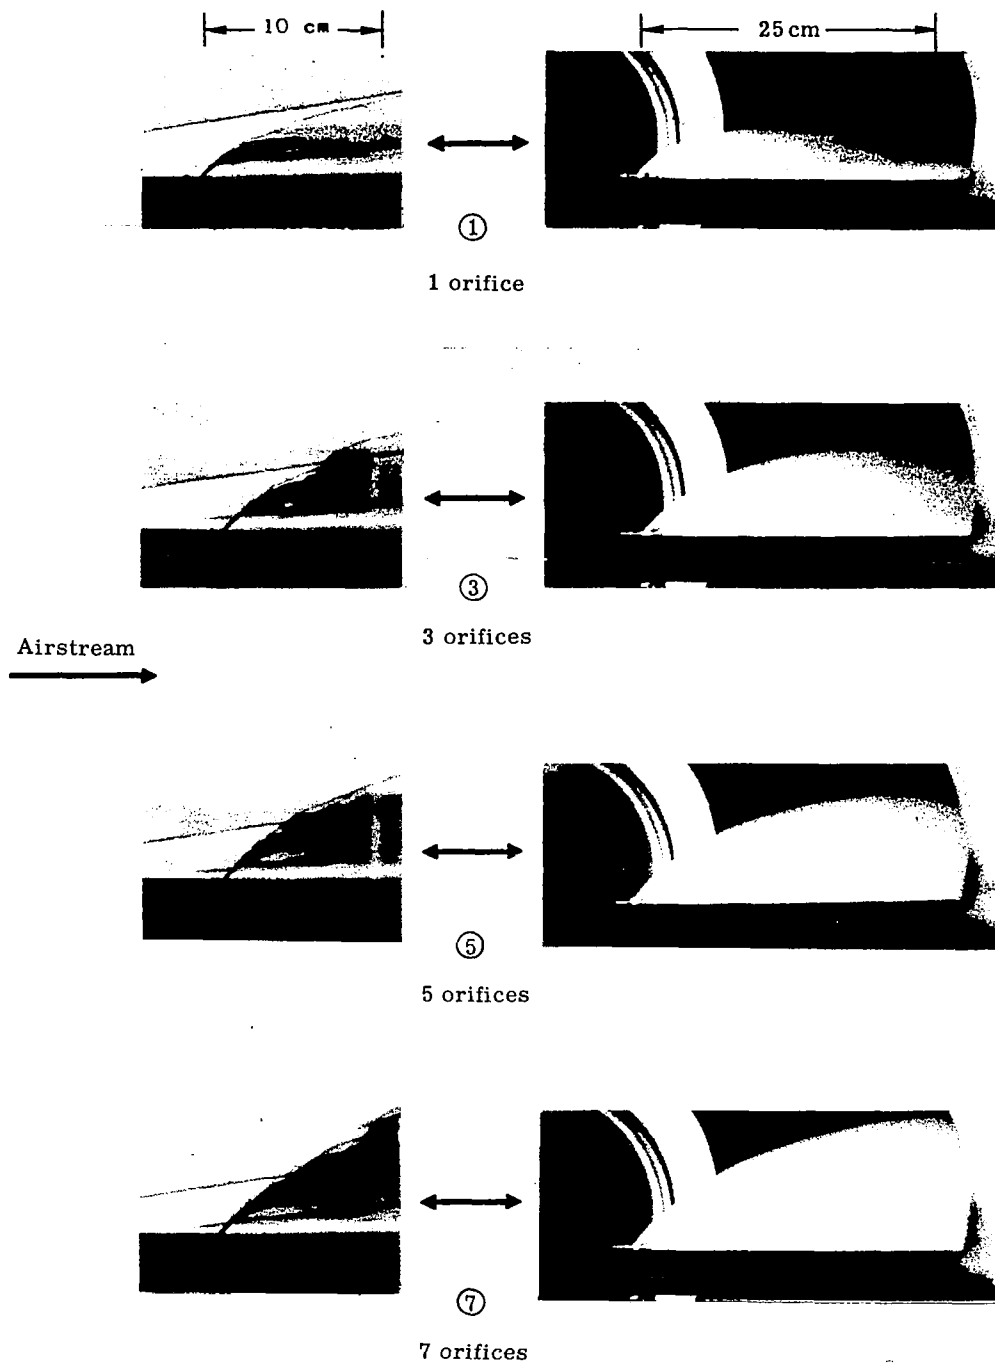 10 cm
25 cm
①
1 orifice
③
3 orifices
Airstream
⑤
5 orifices
⑦
7 orifices